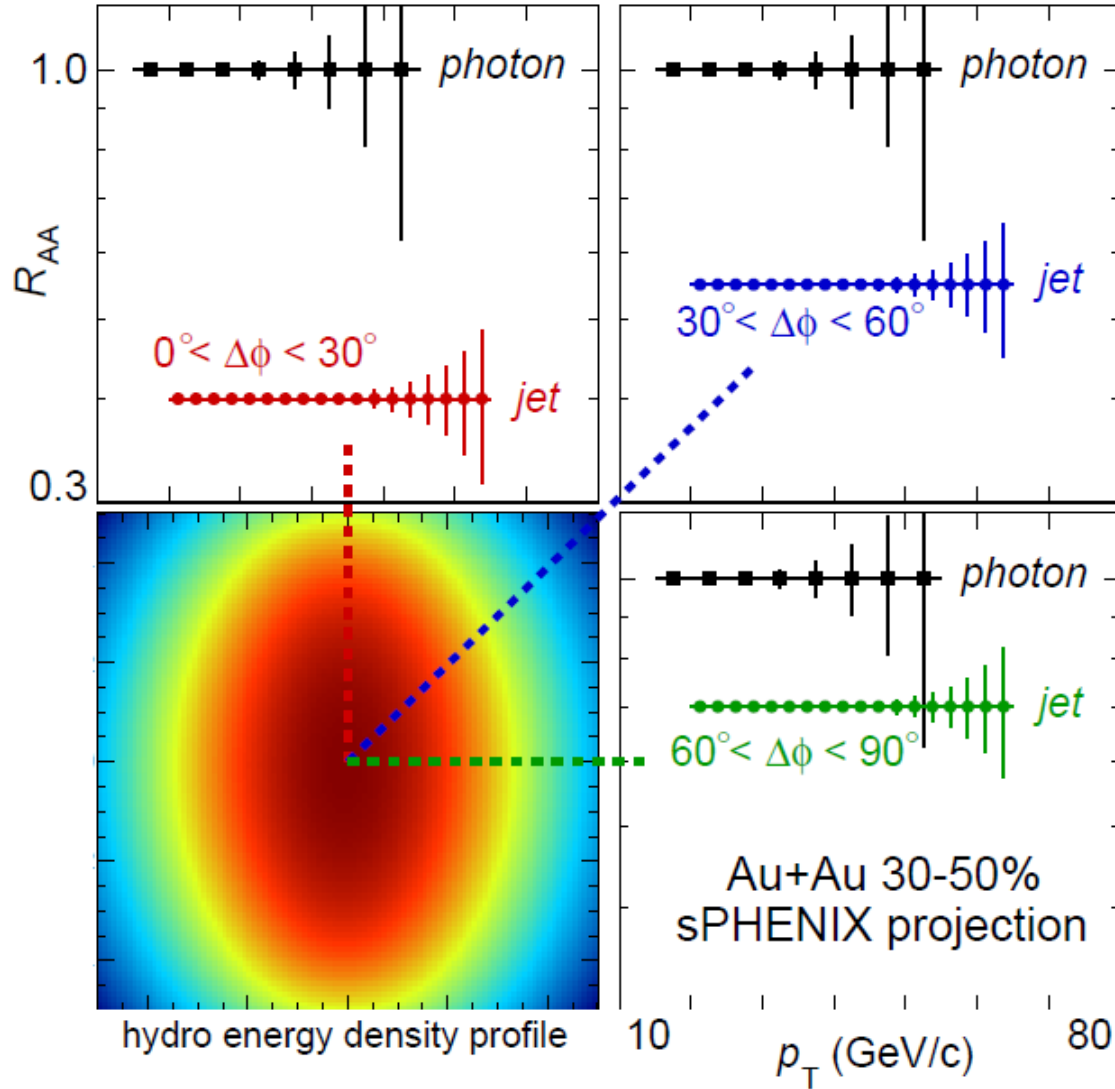 1.0
photon
photon
R_AA
jet
30° < Δϕ < 60°
0° < Δϕ < 30°
jet
0.3
photon
jet
60° < Δϕ < 90°
Au+Au 30-50%
sPHENIX projection
hydro energy density profile
10
80
p_T (GeV/c)